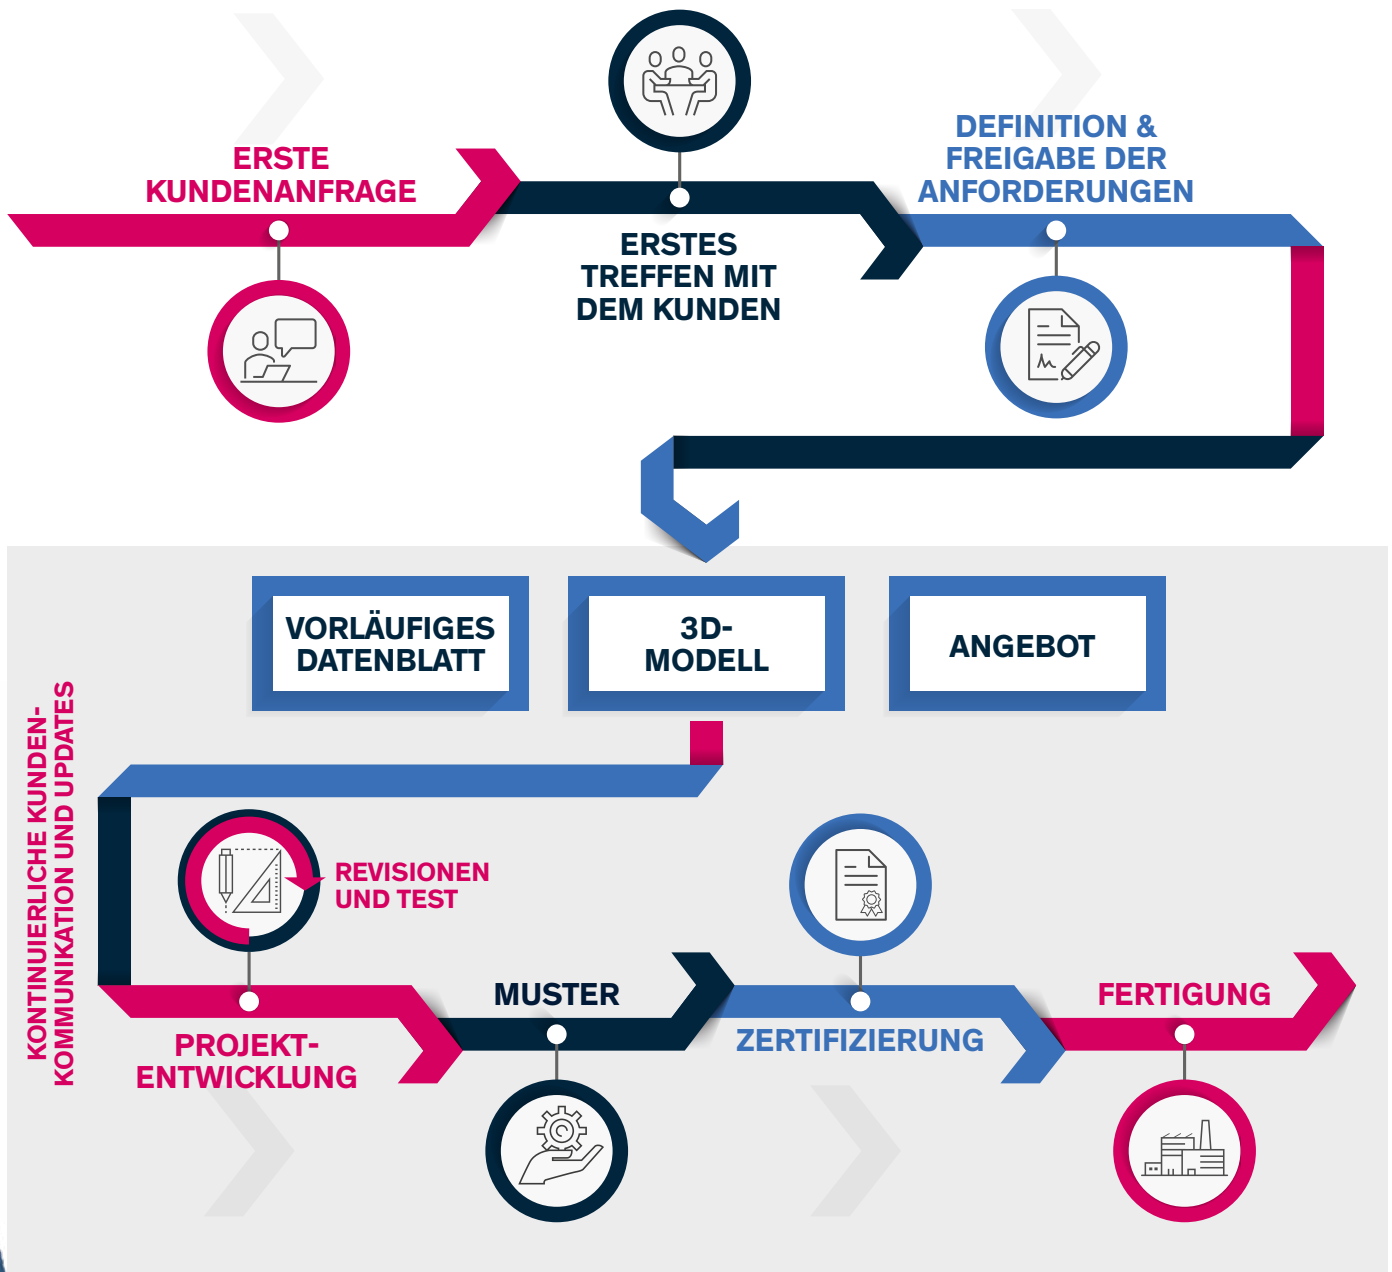 ERSTE
KUNDENANFRAGE
ERSTES
TREFFEN MIT
DEM KUNDEN
DEFINITION &
FREIGABE DER
ANFORDERUNGEN
VORLÄUFIGES
DATENBLATT
3D-
MODELL
ANGEBOT
KONTINUIERLICHE KUNDEN-
KOMMUNIKATION UND UPDATES
REVISIONEN
UND TEST
PROJEKT-
ENTWICKLUNG
MUSTER
ZERTIFIZIERUNG
FERTIGUNG